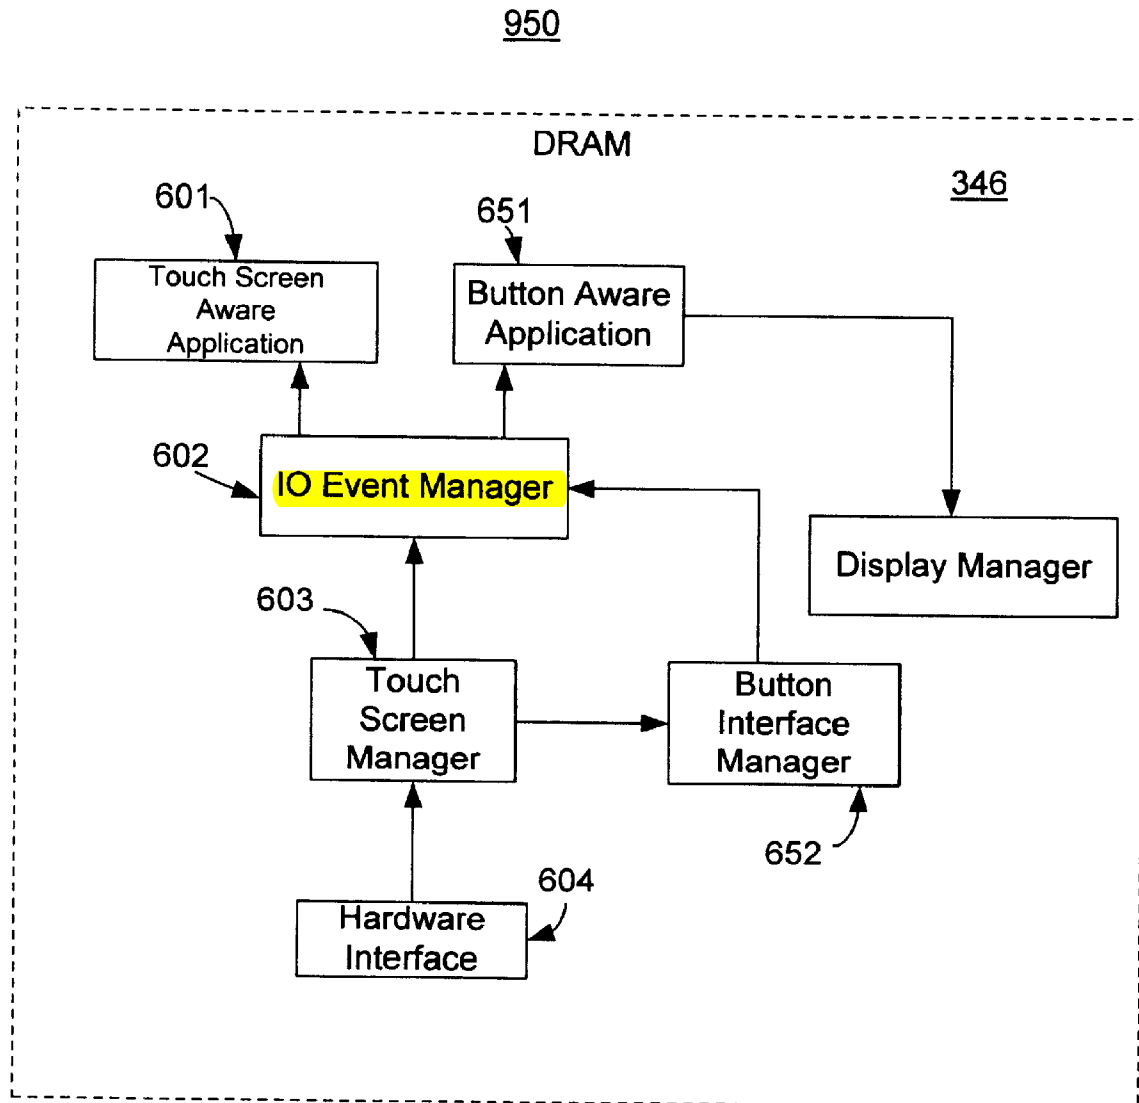 950
DRAM
346
601
651
Touch Screen
Aware
Application
Button Aware
Application
602
IO Event Manager
Display Manager
603
Touch
Screen
Manager
Button
Interface
Manager
652
604
Hardware
Interface